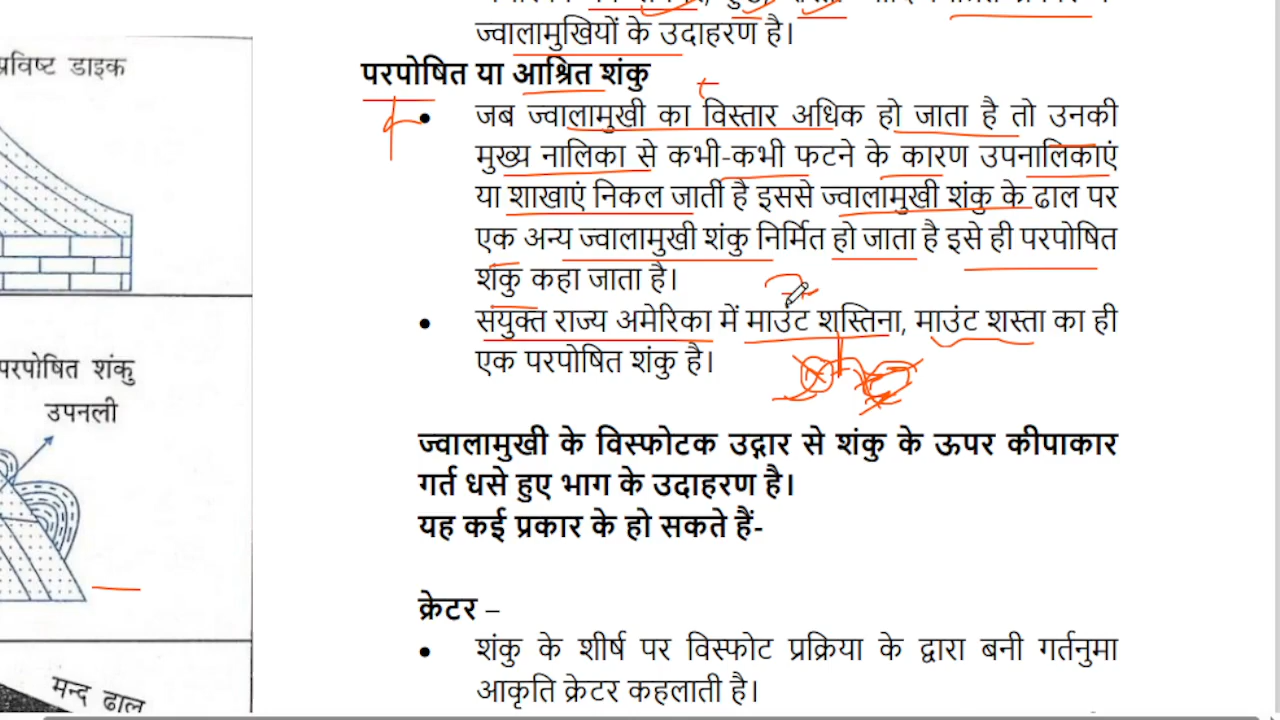 प्रविष्ट डाइक
परपोषित शंकु
उपनली
मन्द ढाल
ज्वालामुखियों के उदाहरण है।
परपोषित या आश्रित शंकु
• जब ज्वालामुखी का विस्तार अधिक हो जाता है तो उनकी
मुख्य नालिका से कभी-कभी फटने के कारण उपनालिकाएं
या शाखाएं निकल जाती है इससे ज्वालामुखी शंकु के ढाल पर
एक अन्य ज्वालामुखी शंकु निर्मित हो जाता है इसे ही परपोषित
शंकु कहा जाता है।
• संयुक्त राज्य अमेरिका में माउंट शस्तिना, माउंट शस्ता का ही
एक परपोषित शंकु है।
ज्वालामुखी के विस्फोटक उद्गार से शंकु के ऊपर कीपाकार
गर्त धसे हुए भाग के उदाहरण है।
यह कई प्रकार के हो सकते हैं-
क्रेटर –
• शंकु के शीर्ष पर विस्फोट प्रक्रिया के द्वारा बनी गर्तनुमा
आकृति क्रेटर कहलाती है।